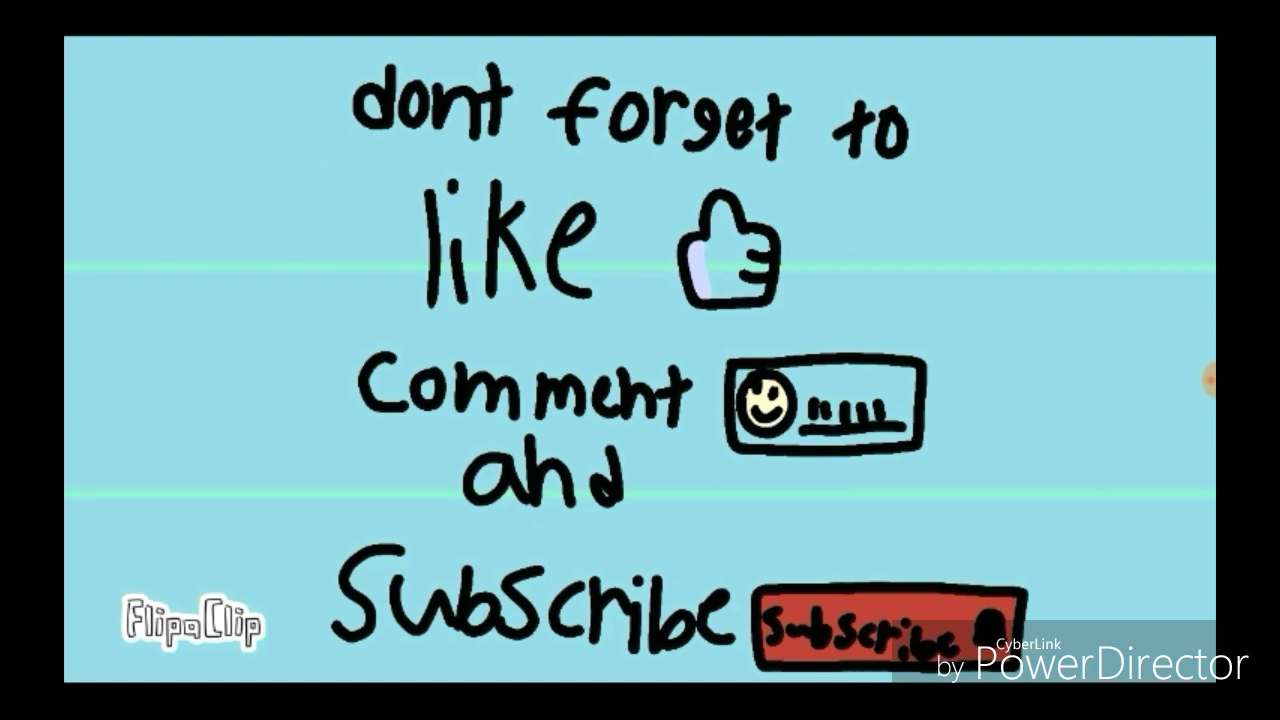 dont forget to
like
comment
and
Subscribe
Subscribe
FlipaClip
CyberLink
by PowerDirector